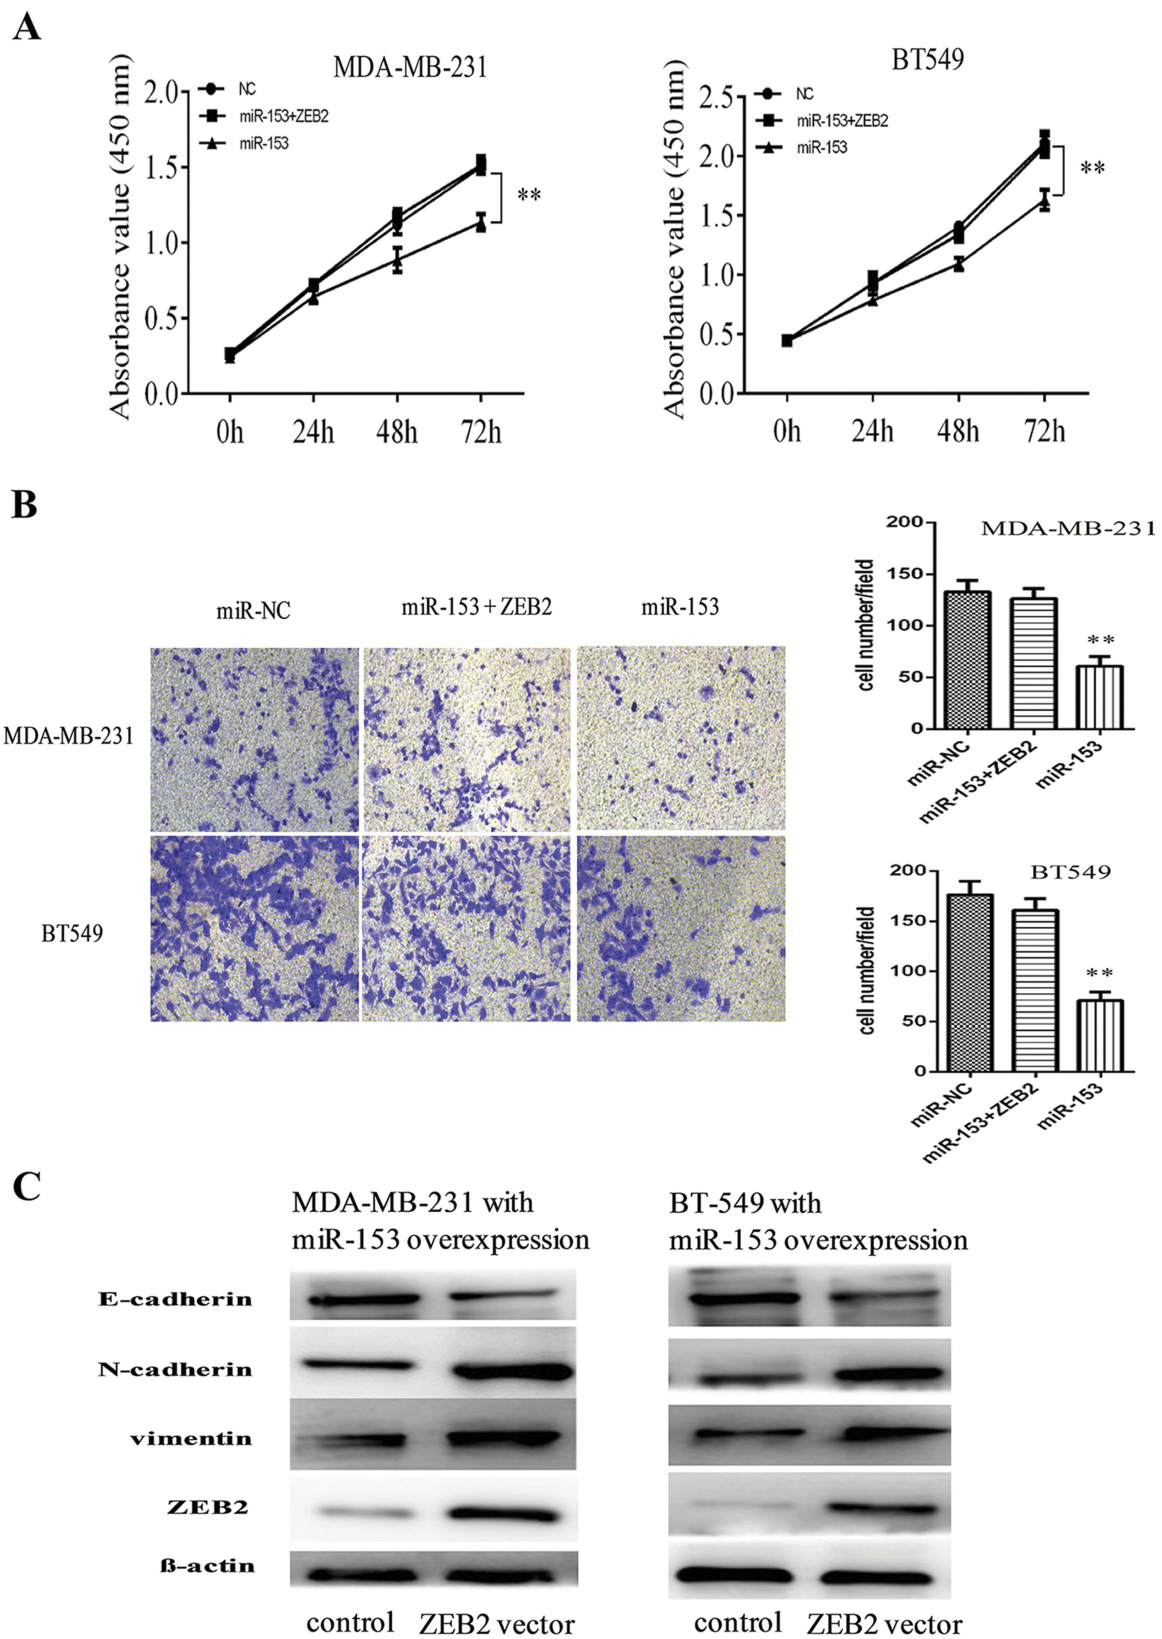 A
MDA-MB-231
Absorbance value (450 nm)
2.0
1.5
1.0
0.5
0.0
NC
miR-153+ZEB2
miR-153
**
0h 24h 48h 72h
BT549
Absorbance value (450 nm)
2.5
2.0
1.5
1.0
0.5
0.0
NC
miR-153+ZEB2
miR-153
**
0h 24h 48h 72h
B
miR-NC miR-153 + ZEB2 miR-153
MDA-MB-231
BT549
MDA-MB-231
cell number/field
200
150
100
50
0
**
miR-NC
miR-153+ZEB2
miR-153
BT549
cell number/field
200
150
100
50
0
**
miR-NC
miR-153+ZEB2
miR-153
C
MDA-MB-231 with
miR-153 overexpression
BT-549 with
miR-153 overexpression
E-cadherin
N-cadherin
vimentin
ZEB2
ß-actin
control ZEB2 vector
control ZEB2 vector